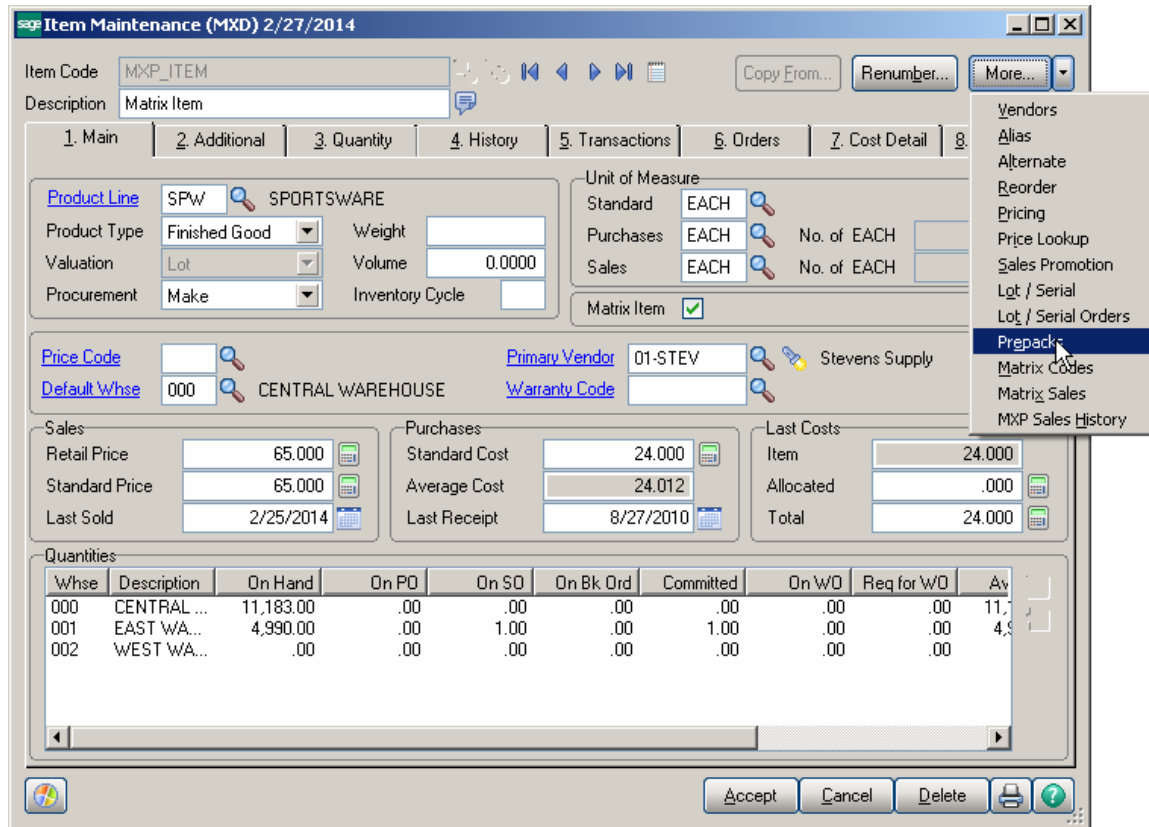 sage Item Maintenance (MXD) 2/27/2014
Item Code MXP_ITEM Copy From... Renumber... More...
Description Matrix Item
1. Main 2. Additional 3. Quantity 4. History 5. Transactions 6. Orders 7. Cost Detail 8.
Vendors
Alias
Alternate
Reorder
Pricing
Price Lookup
Sales Promotion
Lot / Serial
Lot / Serial Orders
Prepacks
Matrix Codes
Matrix Sales
MXP Sales History
Product Line SPW SPORTSWARE
Product Type Finished Good Weight
Valuation Lot Volume 0.0000
Procurement Make Inventory Cycle
Unit of Measure
Standard EACH
Purchases EACH No. of EACH
Sales EACH No. of EACH
Matrix Item
Price Code Primary Vendor 01-STEV Stevens Supply
Default Whse 000 CENTRAL WAREHOUSE Warranty Code
Sales
Retail Price 65.000
Standard Price 65.000
Last Sold 2/25/2014
Purchases
Standard Cost 24.000
Average Cost 24.012
Last Receipt 8/27/2010
Last Costs
Item 24.000
Allocated .000
Total 24.000
Quantities
Whse Description On Hand On PO On SO On Bk Ord Committed On WO Req for WO Av
000 CENTRAL ... 11,183.00 .00 .00 .00 .00 .00 .00 11,
001 EAST WA... 4,990.00 .00 1.00 .00 1.00 .00 .00 4,9
002 WEST WA... .00 .00 .00 .00 .00 .00 .00
Accept Cancel Delete